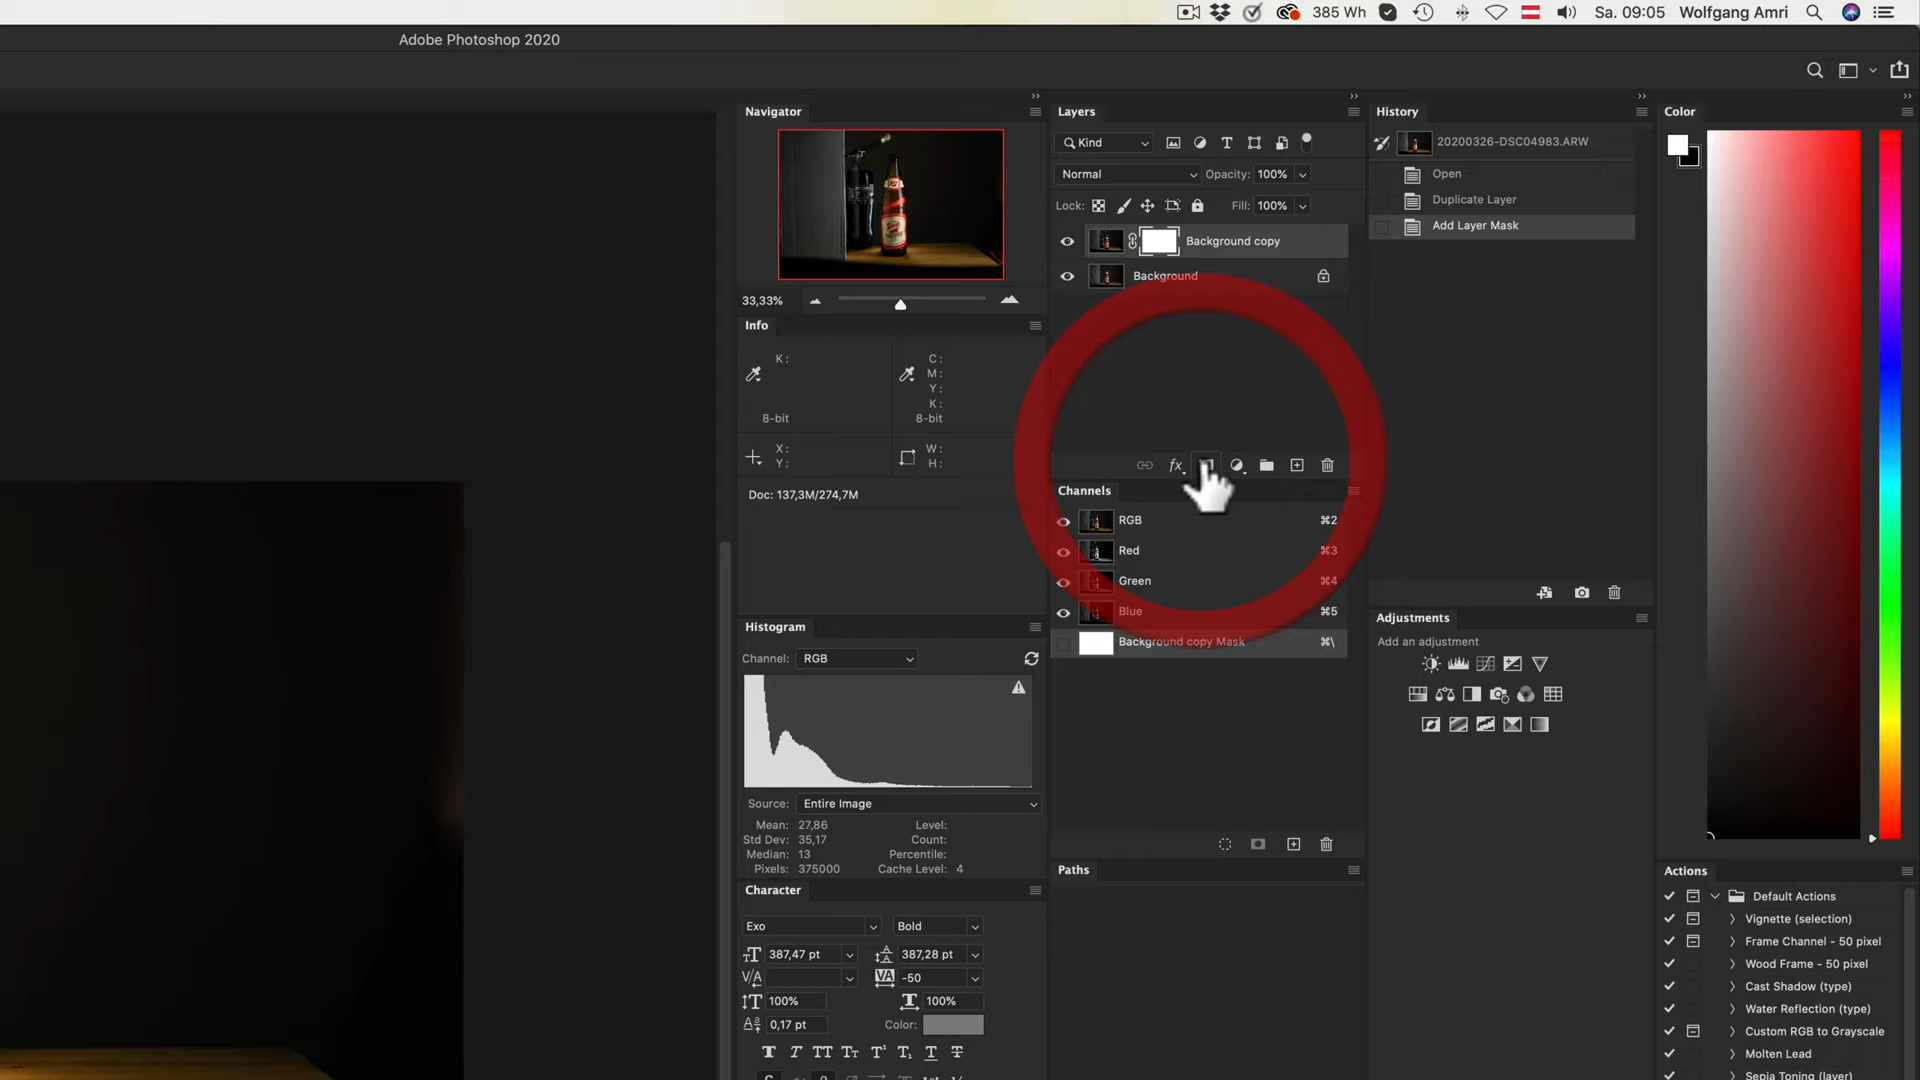 385 Wh
Sa. 09:05
Wolfgang Amri
Adobe Photoshop 2020
Navigator
33,33%
Info
K:
8-bit
C:
M:
Y:
K:
8-bit
X:
Y:
W:
H:
Doc: 137,3M/274,7M
Histogram
Channel: RGB
Source: Entire Image
Mean: 27,86
Std Dev: 35,17
Median: 13
Pixels: 375000
Level:
Count:
Percentile:
Cache Level: 4
Character
Exo
Bold
387,47 pt
387,28 pt
-50
100%
100%
0,17 pt
Color:
Layers
Kind
Normal
Opacity: 100%
Lock:
Fill: 100%
Background copy
Background
fx
Channels
RGB ⌘2
Red ⌘3
Green ⌘4
Blue ⌘5
Background copy Mask ⌘\
Paths
History
20200326-DSC04983.ARW
Open
Duplicate Layer
Add Layer Mask
Adjustments
Add an adjustment
Color
Actions
Default Actions
Vignette (selection)
Frame Channel - 50 pixel
Wood Frame - 50 pixel
Cast Shadow (type)
Water Reflection (type)
Custom RGB to Grayscale
Molten Lead
Sepia Toning (layer)